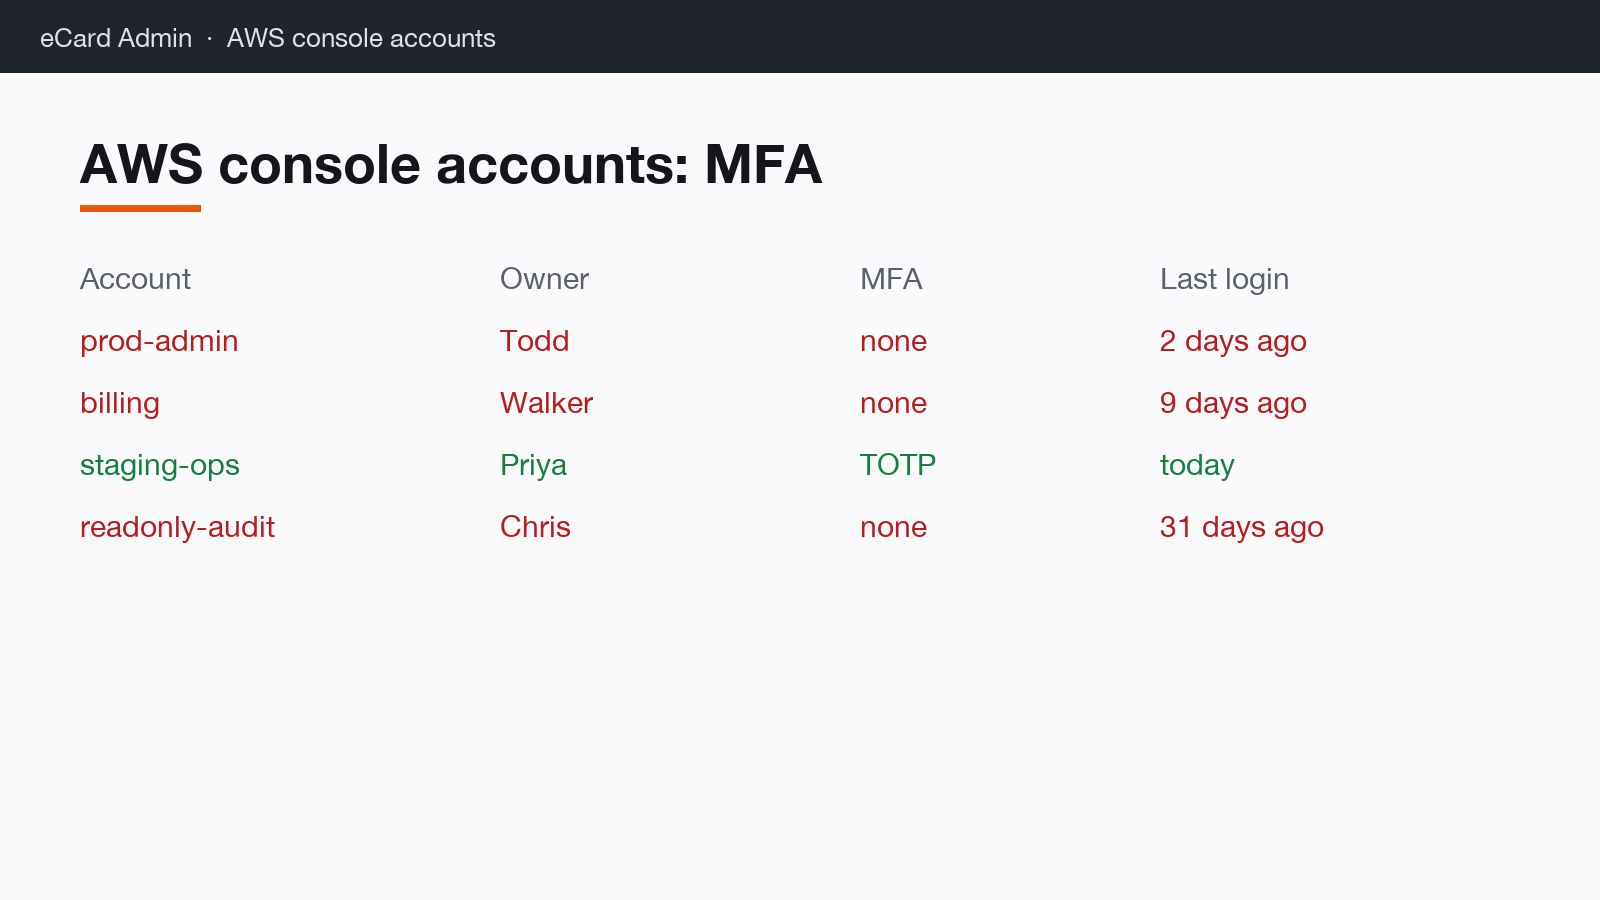 eCard Admin · AWS console accounts
AWS console accounts: MFA
Account Owner MFA Last login
prod-admin Todd none 2 days ago
billing Walker none 9 days ago
staging-ops Priya TOTP today
readonly-audit Chris none 31 days ago